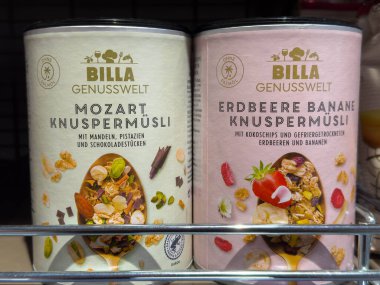 BILLA
GENUSSWELT
MOZART
KNUSPERMÜSLI
MIT MANDELN, PISTAZIEN
UND SCHOKOLADESTÜCKEN
BILLA
GENUSSWELT
ERDBEERE BANANE
KNUSPERMÜSLI
MIT KOKOSCHIPS UND GEFRIERGETROCKNETEN
ERDBEEREN UND BANANEN